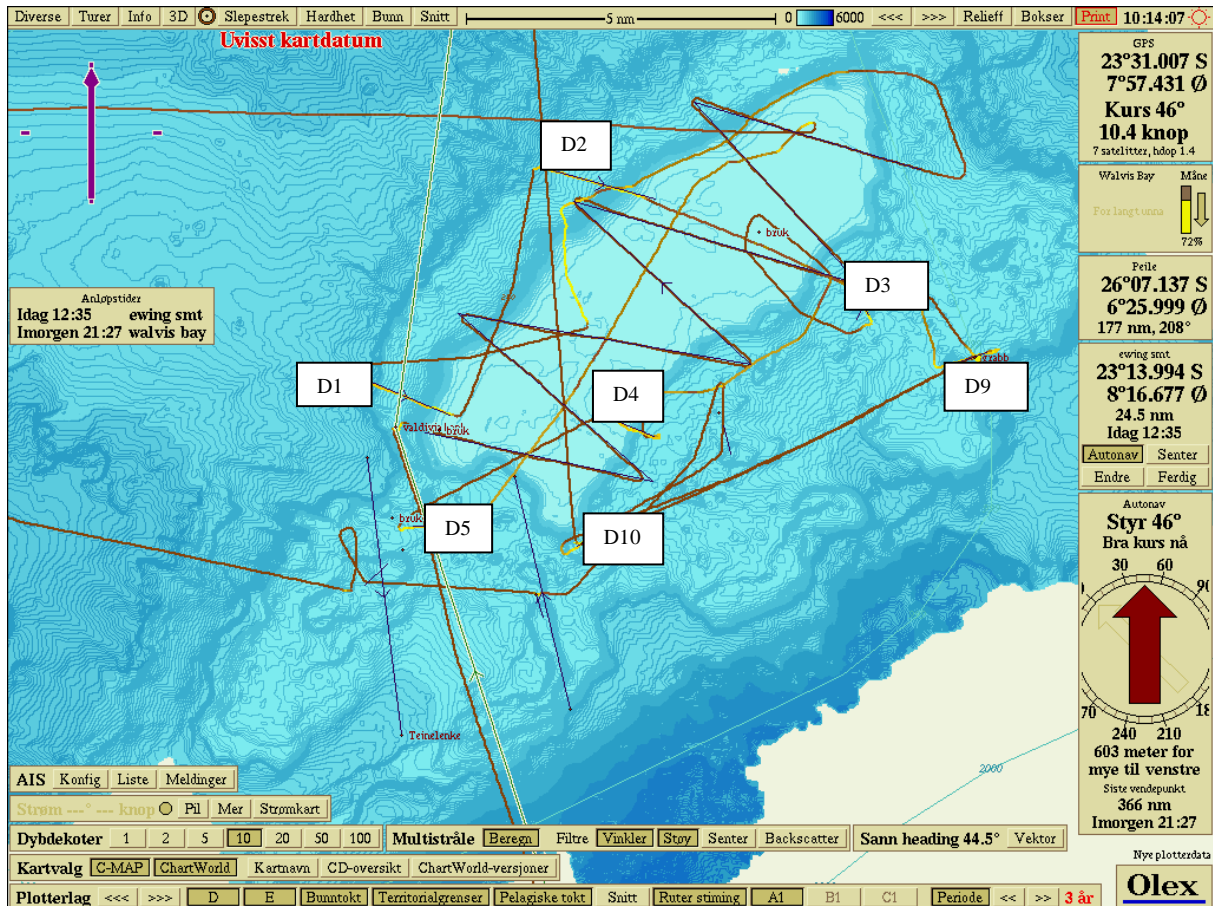 Diverse Turer Info 3D Slepestrek Hardhet Bunn Snitt 5 nm 0 6000 <<< >>> Relieff Bokser Print 10:14:07
Uvisst kartdatum
GPS
23°31.007 S
7°57.431 Ø
Kurs 46°
10.4 knop
7 satelitter, hdop 1.4
Walvis Bay Måne
For langt unna
72%
Peile
26°07.137 S
6°25.999 Ø
177 nm, 208°
ewing smt
23°13.994 S
8°16.677 Ø
24.5 nm
Idag 12:35
Autonav Senter
Endre Ferdig
Autonav
Styr 46°
Bra kurs nå
30 60
90
70 18
240 210
603 meter for
mye til venstre
Siste vendepunkt
366 nm
Imorgen 21:27
Nye plotterdata
Olex
Anløpstider
Idag 12:35 ewing smt
Imorgen 21:27 walvis bay
D2
bruk
D3
grabb
D1
D4
D9
bruk
bruk
D5
D10
Teinelenke
2000
AIS Konfig Liste Meldinger
Strøm ---° --- knop Pil Mer Strømkart
Dybdekoter 1 2 5 10 20 50 100 Multistråle Beregn Filtre Vinkler Støy Senter Backscatter Sann heading 44.5° Vektor
Kartvalg C-MAP ChartWorld Kartnavn CD-oversikt ChartWorld-versjoner
Plotterlag <<< >>> D E Bunntokt Territorialgrenser Pelagiske tokt Snitt Ruter stiming A1 B1 C1 Periode << >> 3 år